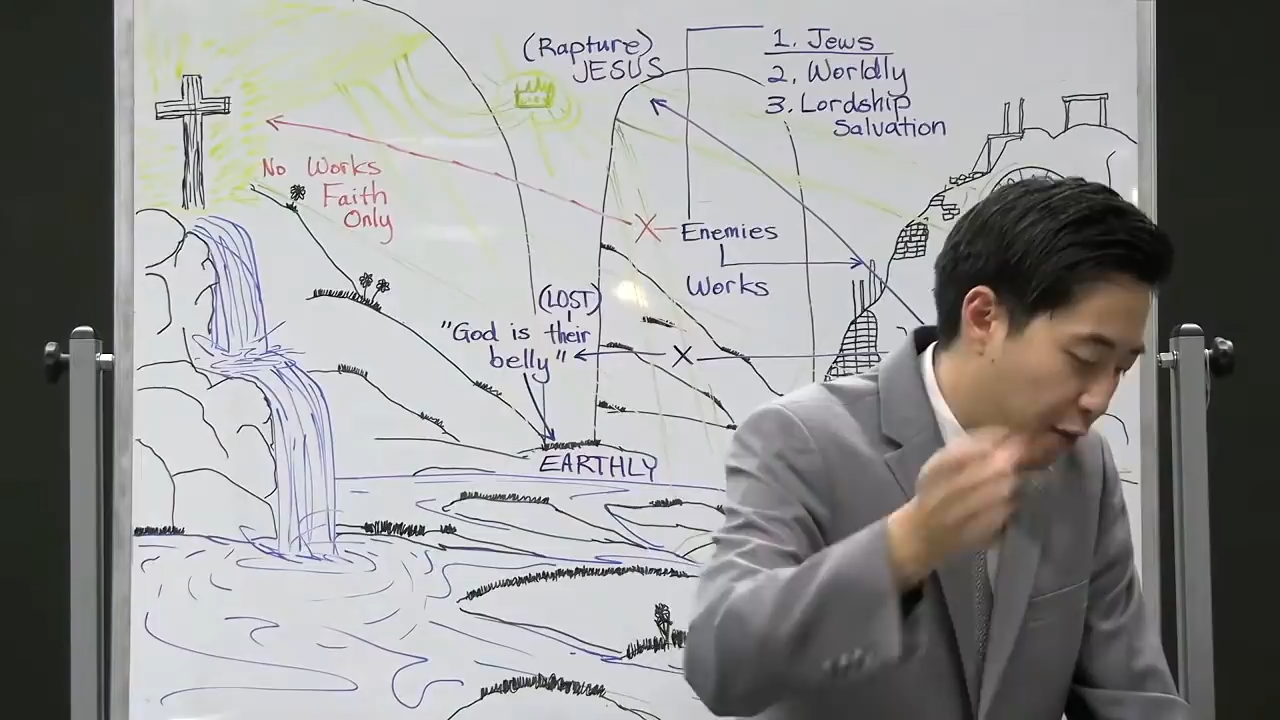 (Rapture)
JESUS
1. Jews
2. Worldly
3. Lordship
Salvation
No Works
Faith
Only
X
Enemies
Works
(LOST)
"God is their
belly"
X
EARTHLY